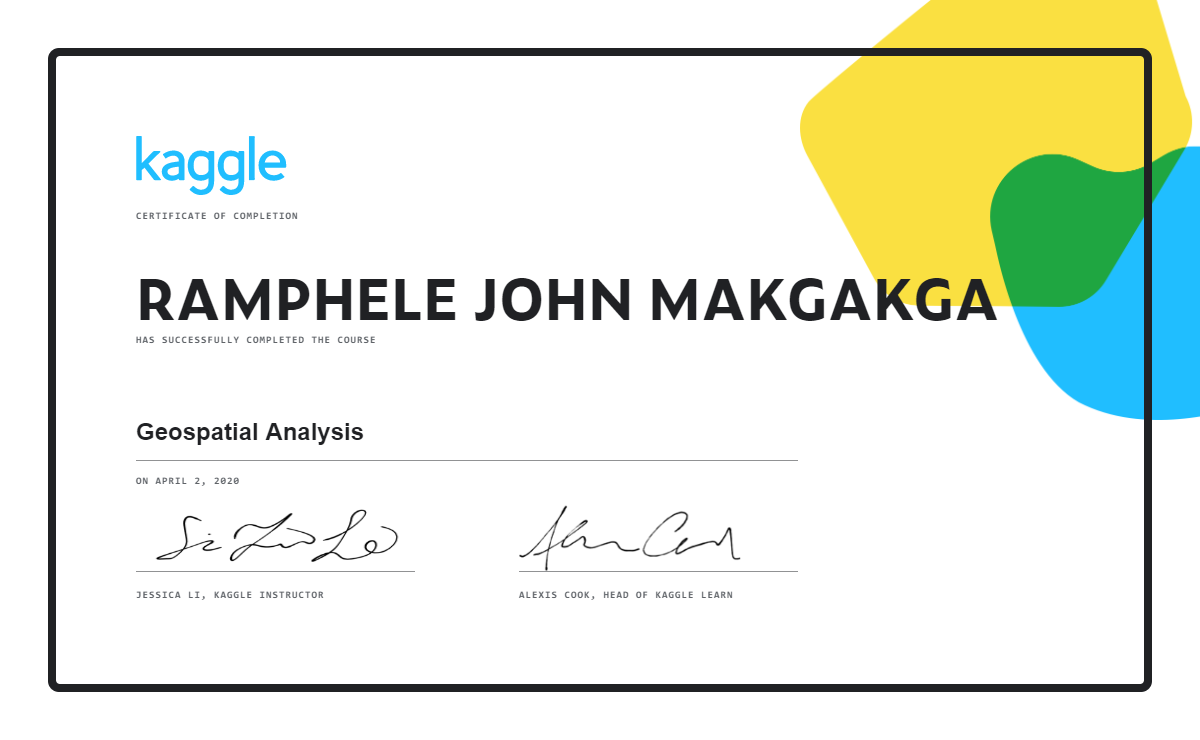 kaggle
CERTIFICATE OF COMPLETION
RAMPHELE JOHN MAKGAKGA
HAS SUCCESSFULLY COMPLETED THE COURSE
Geospatial Analysis
ON APRIL 2, 2020
JESSICA LI, KAGGLE INSTRUCTOR
ALEXIS COOK, HEAD OF KAGGLE LEARN